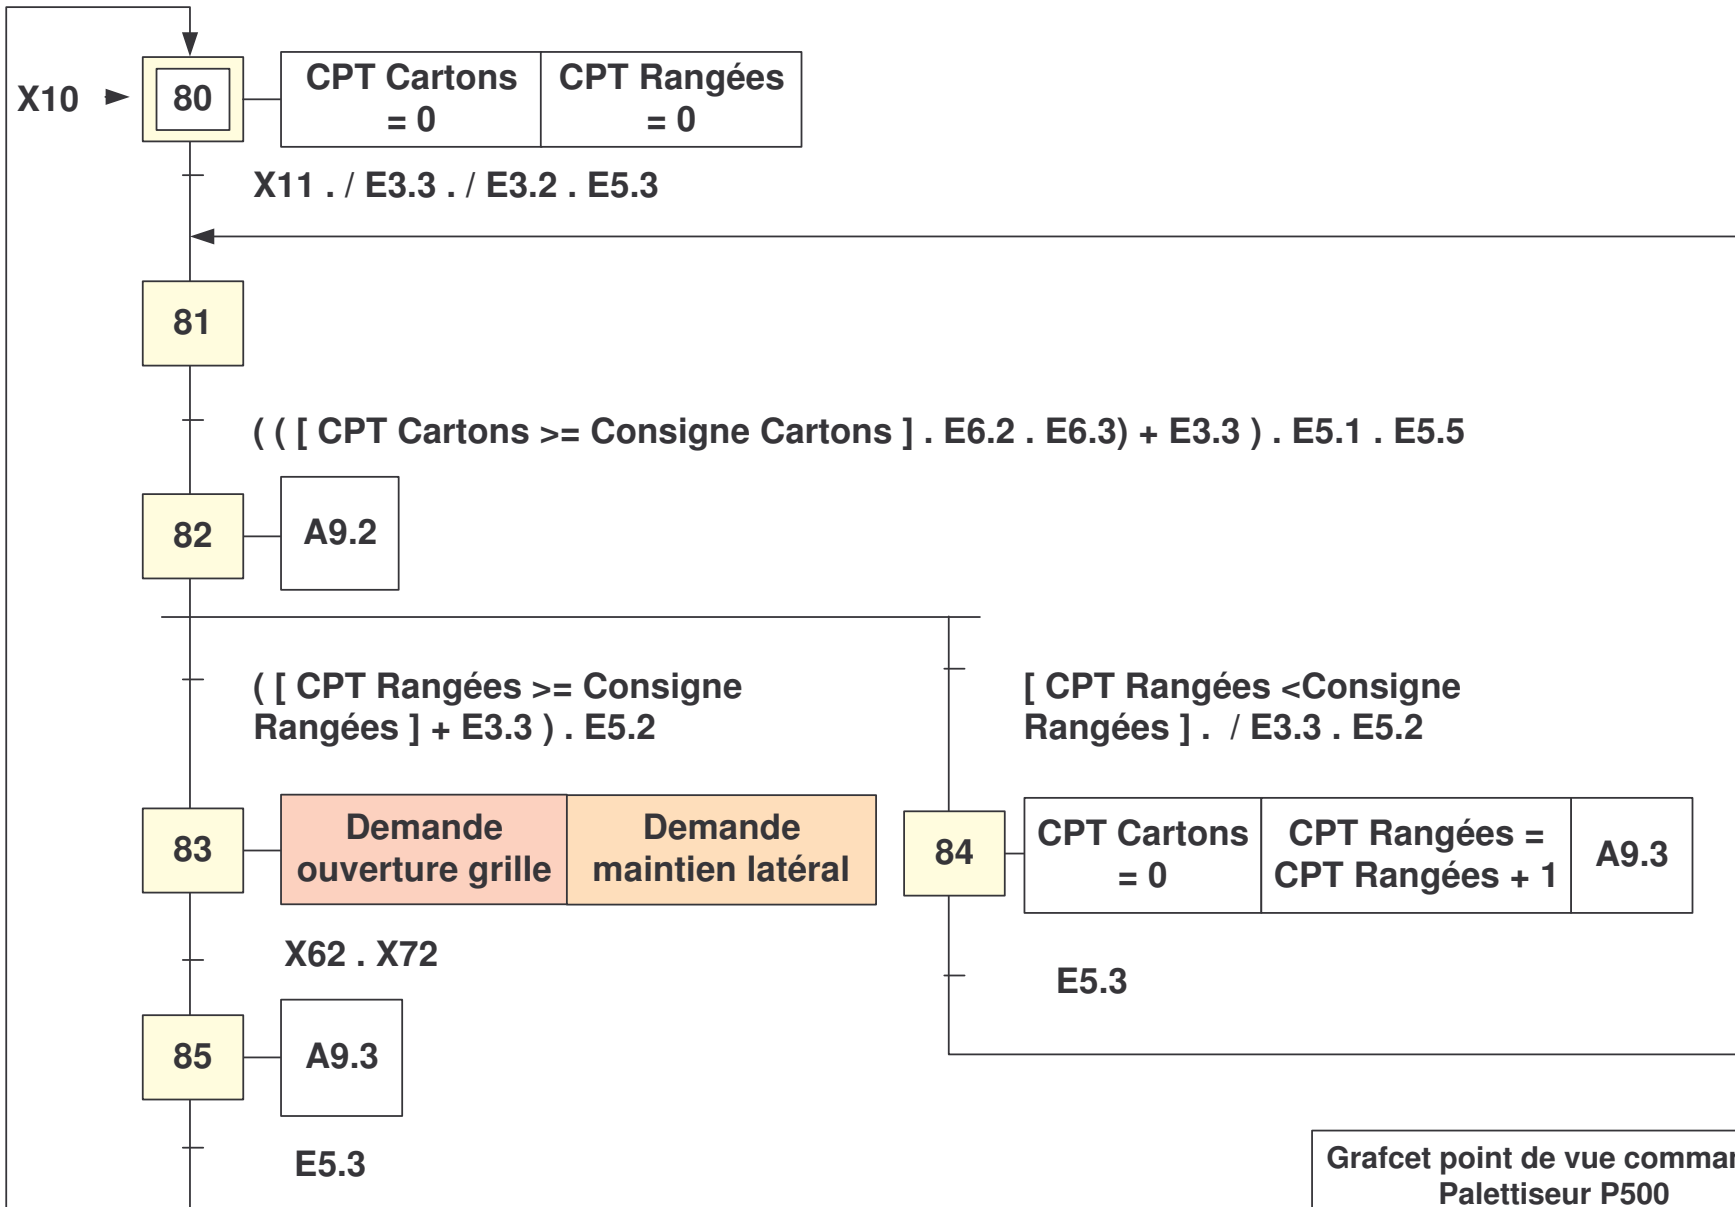 X10
80
CPT Cartons
= 0
CPT Rangées
= 0
X11 . / E3.3 . / E3.2 . E5.3
81
( ( [ CPT Cartons >= Consigne Cartons ] . E6.2 . E6.3) + E3.3 ) . E5.1 . E5.5
82
A9.2
( [ CPT Rangées >= Consigne
Rangées ] + E3.3 ) . E5.2
[ CPT Rangées <Consigne
Rangées ] .  / E3.3 . E5.2
83
Demande
ouverture grille
Demande
maintien latéral
84
CPT Cartons
= 0
CPT Rangées =
CPT Rangées + 1
A9.3
X62 . X72
E5.3
85
A9.3
E5.3
Grafcet point de vue
Palettiseur P500